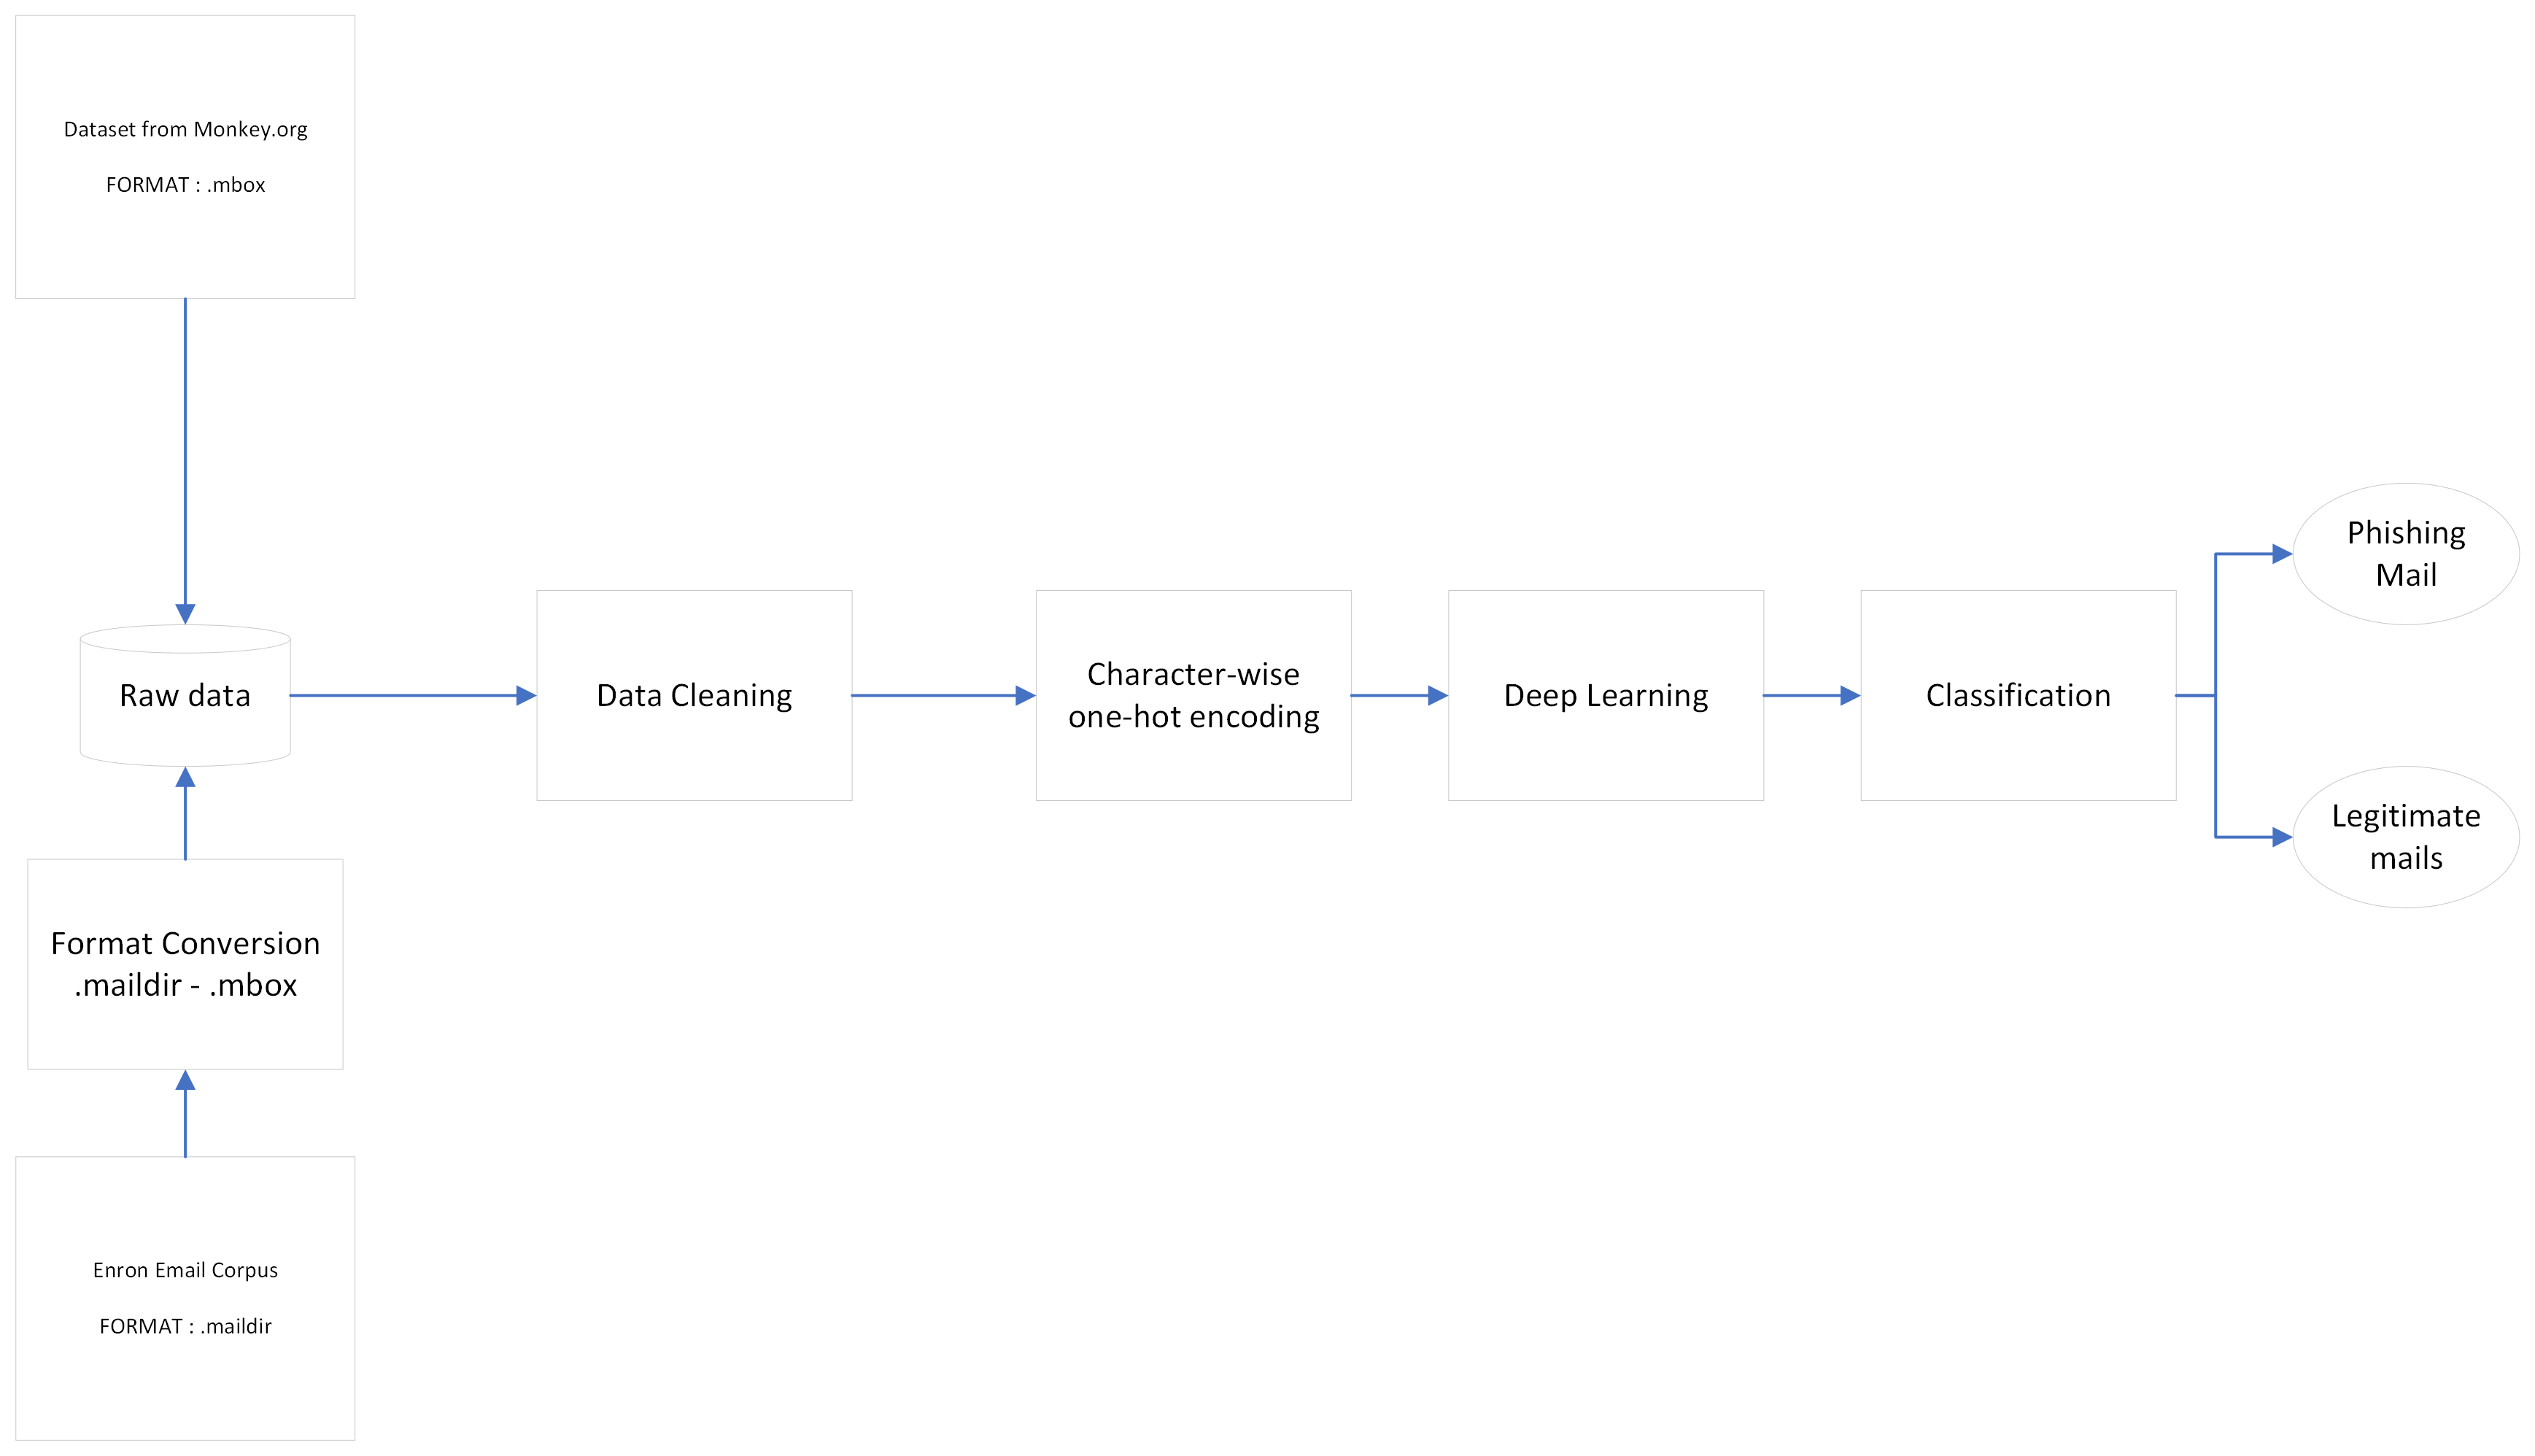 Dataset from Monkey.org
FORMAT : .mbox
Raw data
Data Cleaning
Character-wise
one-hot encoding
Deep Learning
Classification
Phishing
Mail
Legitimate
mails
Format Conversion
.maildir - .mbox
Enron Email Corpus
FORMAT : .maildir